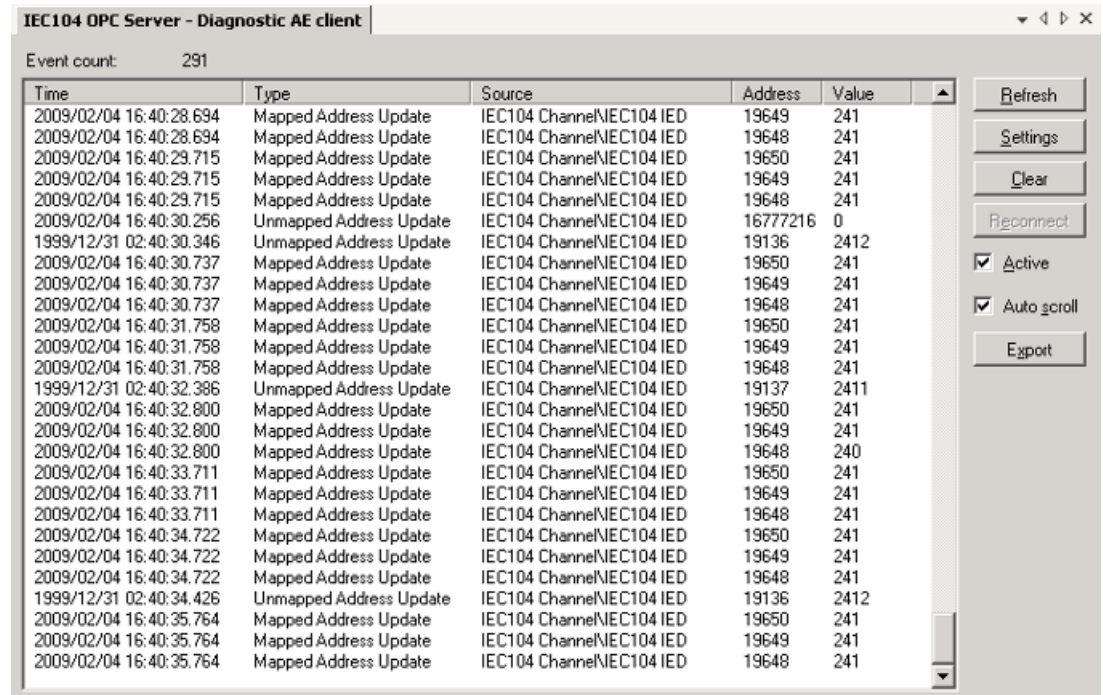 IEC104 OPC Server - Diagnostic AE client
Event count: 291
Time Type Source Address Value
2009/02/04 16:40:28.694 Mapped Address Update IEC104 Channel\IEC104 IED 19649 241
2009/02/04 16:40:28.694 Mapped Address Update IEC104 Channel\IEC104 IED 19648 241
2009/02/04 16:40:29.715 Mapped Address Update IEC104 Channel\IEC104 IED 19650 241
2009/02/04 16:40:29.715 Mapped Address Update IEC104 Channel\IEC104 IED 19649 241
2009/02/04 16:40:29.715 Mapped Address Update IEC104 Channel\IEC104 IED 19648 241
2009/02/04 16:40:30.256 Unmapped Address Update IEC104 Channel\IEC104 IED 16777216 0
1999/12/31 02:40:30.346 Unmapped Address Update IEC104 Channel\IEC104 IED 19136 2412
2009/02/04 16:40:30.737 Mapped Address Update IEC104 Channel\IEC104 IED 19650 241
2009/02/04 16:40:30.737 Mapped Address Update IEC104 Channel\IEC104 IED 19649 241
2009/02/04 16:40:30.737 Mapped Address Update IEC104 Channel\IEC104 IED 19648 241
2009/02/04 16:40:31.758 Mapped Address Update IEC104 Channel\IEC104 IED 19650 241
2009/02/04 16:40:31.758 Mapped Address Update IEC104 Channel\IEC104 IED 19649 241
2009/02/04 16:40:31.758 Mapped Address Update IEC104 Channel\IEC104 IED 19648 241
1999/12/31 02:40:32.386 Unmapped Address Update IEC104 Channel\IEC104 IED 19137 2411
2009/02/04 16:40:32.800 Mapped Address Update IEC104 Channel\IEC104 IED 19650 241
2009/02/04 16:40:32.800 Mapped Address Update IEC104 Channel\IEC104 IED 19649 241
2009/02/04 16:40:32.800 Mapped Address Update IEC104 Channel\IEC104 IED 19648 240
2009/02/04 16:40:33.711 Mapped Address Update IEC104 Channel\IEC104 IED 19650 241
2009/02/04 16:40:33.711 Mapped Address Update IEC104 Channel\IEC104 IED 19649 241
2009/02/04 16:40:33.711 Mapped Address Update IEC104 Channel\IEC104 IED 19648 241
2009/02/04 16:40:34.722 Mapped Address Update IEC104 Channel\IEC104 IED 19650 241
2009/02/04 16:40:34.722 Mapped Address Update IEC104 Channel\IEC104 IED 19649 241
2009/02/04 16:40:34.722 Mapped Address Update IEC104 Channel\IEC104 IED 19648 241
1999/12/31 02:40:34.426 Unmapped Address Update IEC104 Channel\IEC104 IED 19136 2412
2009/02/04 16:40:35.764 Mapped Address Update IEC104 Channel\IEC104 IED 19650 241
2009/02/04 16:40:35.764 Mapped Address Update IEC104 Channel\IEC104 IED 19649 241
2009/02/04 16:40:35.764 Mapped Address Update IEC104 Channel\IEC104 IED 19648 241
Refresh
Settings
Clear
Reconnect
Active
Auto scroll
Export